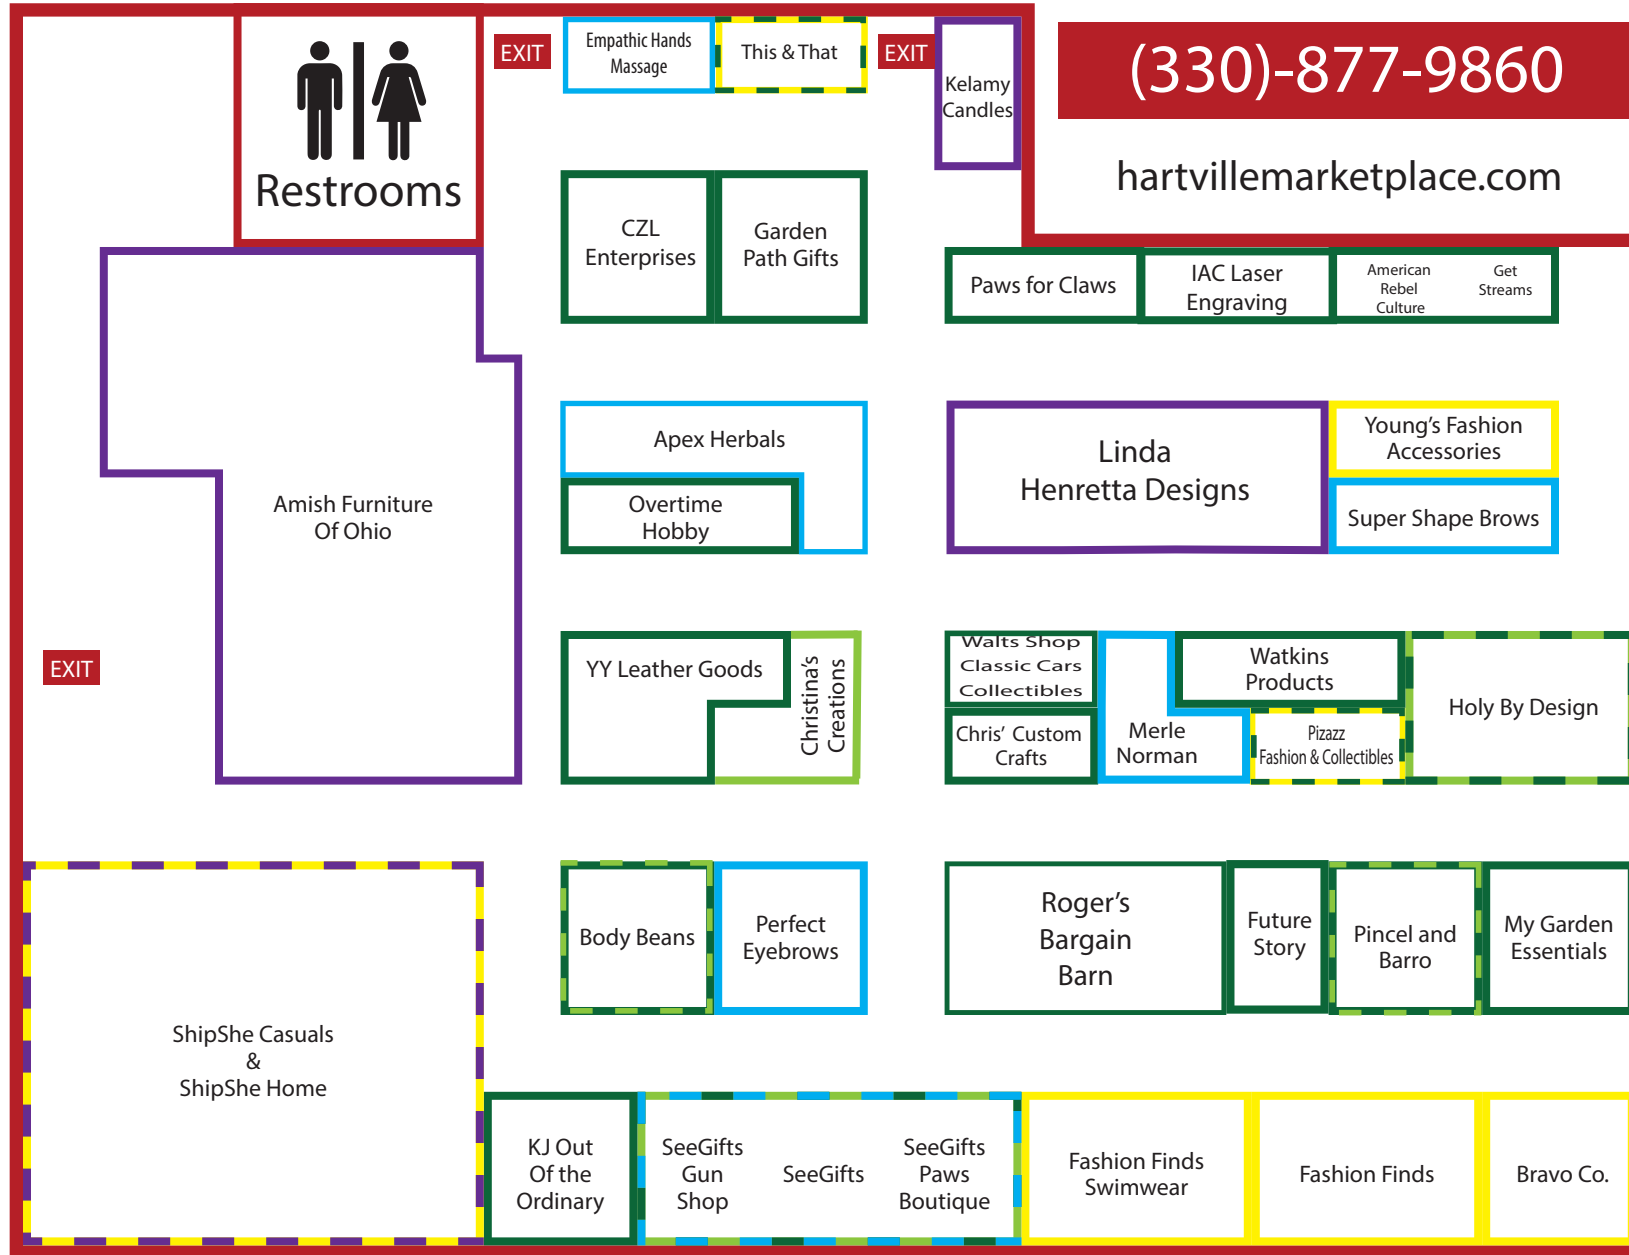 EXIT
Empathic Hands
Massage
This & That
EXIT
Kelamy
Candles
(330)-877-9860
hartvillemarketplace.com
Restrooms
CZL
Enterprises
Garden
Path Gifts
Paws for Claws
IAC Laser
Engraving
American
Rebel
Culture
Get
Streams
Amish Furniture
Of Ohio
Apex Herbals
Overtime
Hobby
Linda
Henretta Designs
Young’s Fashion
Accessories
Super Shape Brows
EXIT
YY Leather Goods
Christina’s
Creations
Walts Shop
Classic Cars
Collectibles
Chris’ Custom
Crafts
Merle
Norman
Watkins
Products
Pizazz
Fashion & Collectibles
Holy By Design
ShipShe Casuals
&
ShipShe Home
Body Beans
Perfect
Eyebrows
Roger’s
Bargain
Barn
Future
Story
Pincel and
Barro
My Garden
Essentials
KJ Out
Of the
Ordinary
SeeGifts
Gun
Shop
SeeGifts
SeeGifts
Paws
Boutique
Fashion Finds
Swimwear
Fashion Finds
Bravo Co.